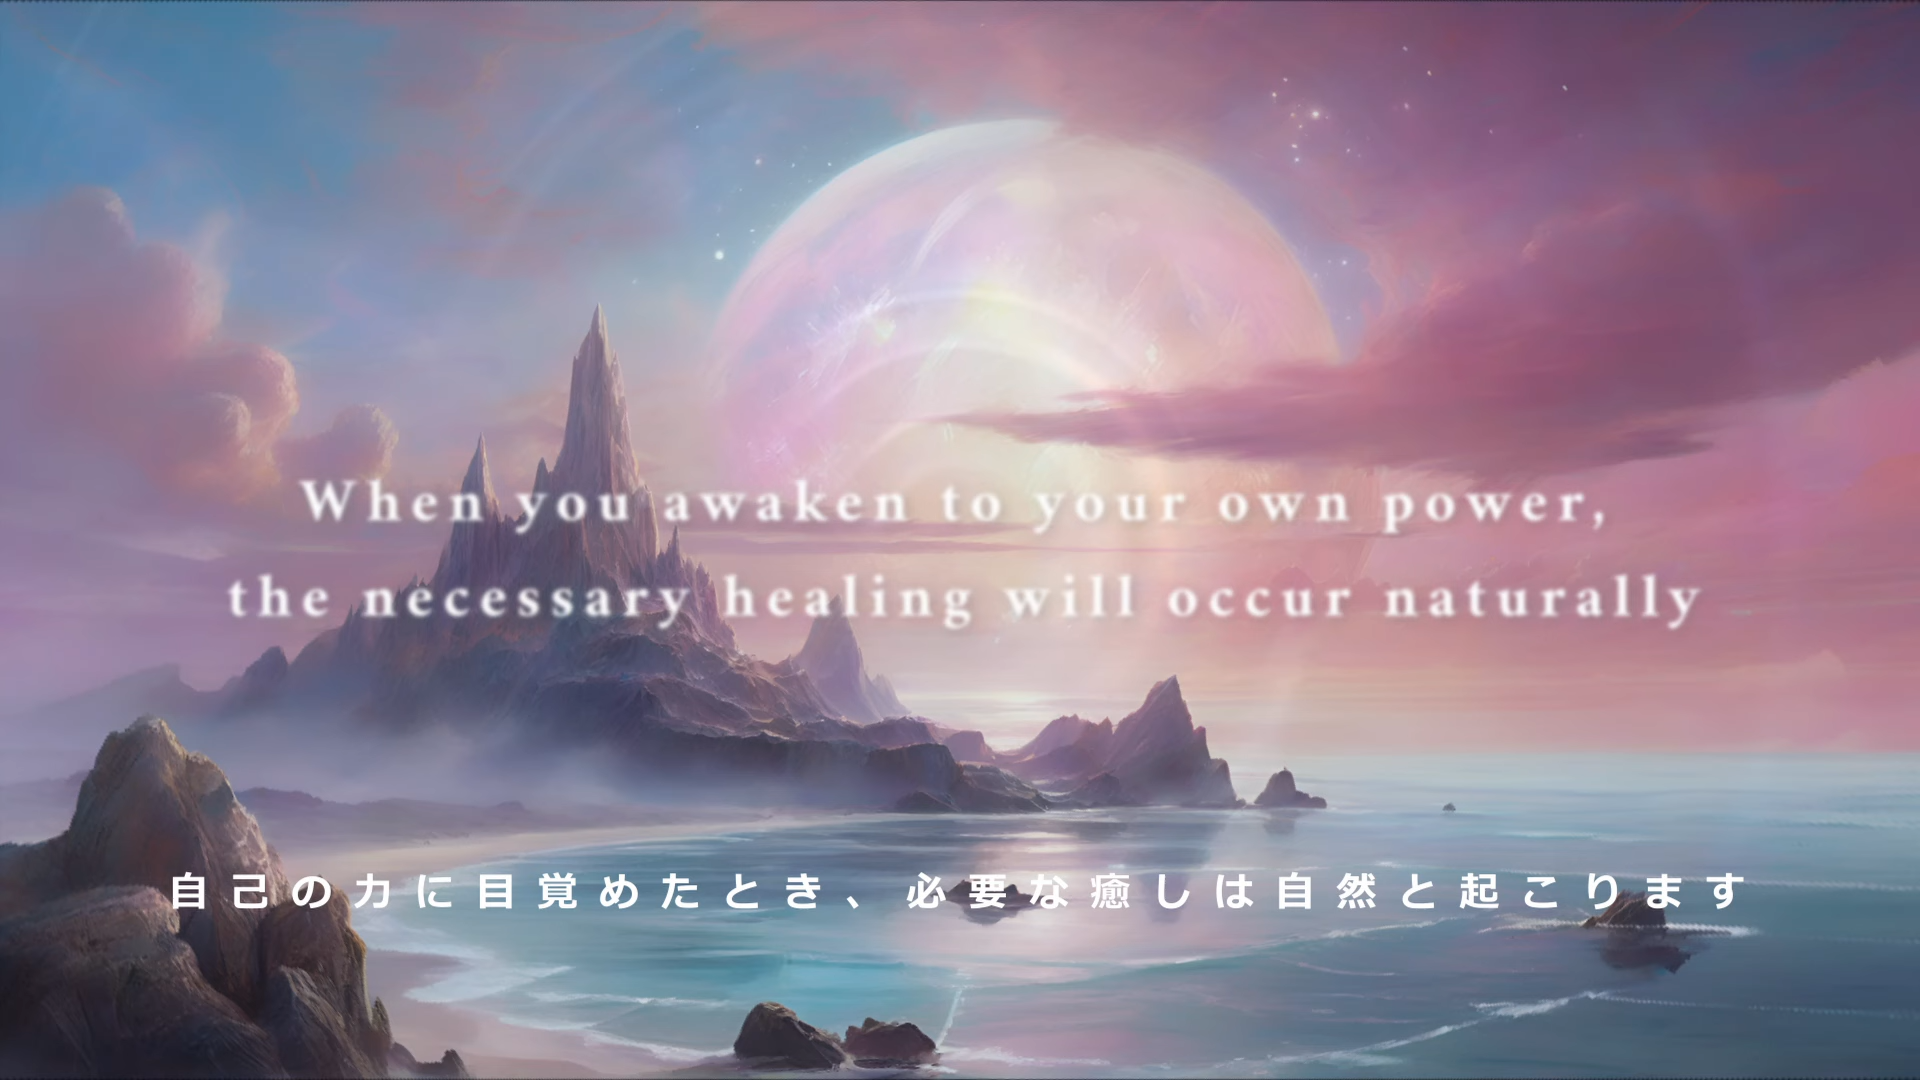 When you awaken to your own power,
the necessary healing will occur naturally
自己の力に目覚めたとき、必要な癒しは自然と起こります